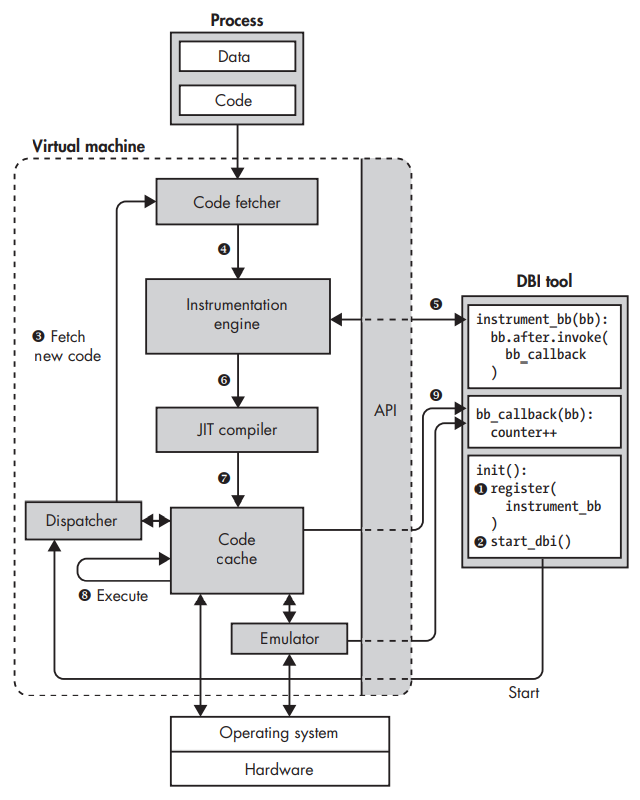 Process
Data
Code
Virtual machine
Code fetcher
❹
Instrumentation
engine
❸ Fetch
new code
❻
JIT compiler
❼
Dispatcher
Code
cache
❽ Execute
Emulator
API
❺
❾
DBI tool
instrument_bb(bb):
bb.after.invoke(
bb_callback
)
bb_callback(bb):
counter++
init():
❶ register(
instrument_bb
)
❷ start_dbi()
Start
Operating system
Hardware